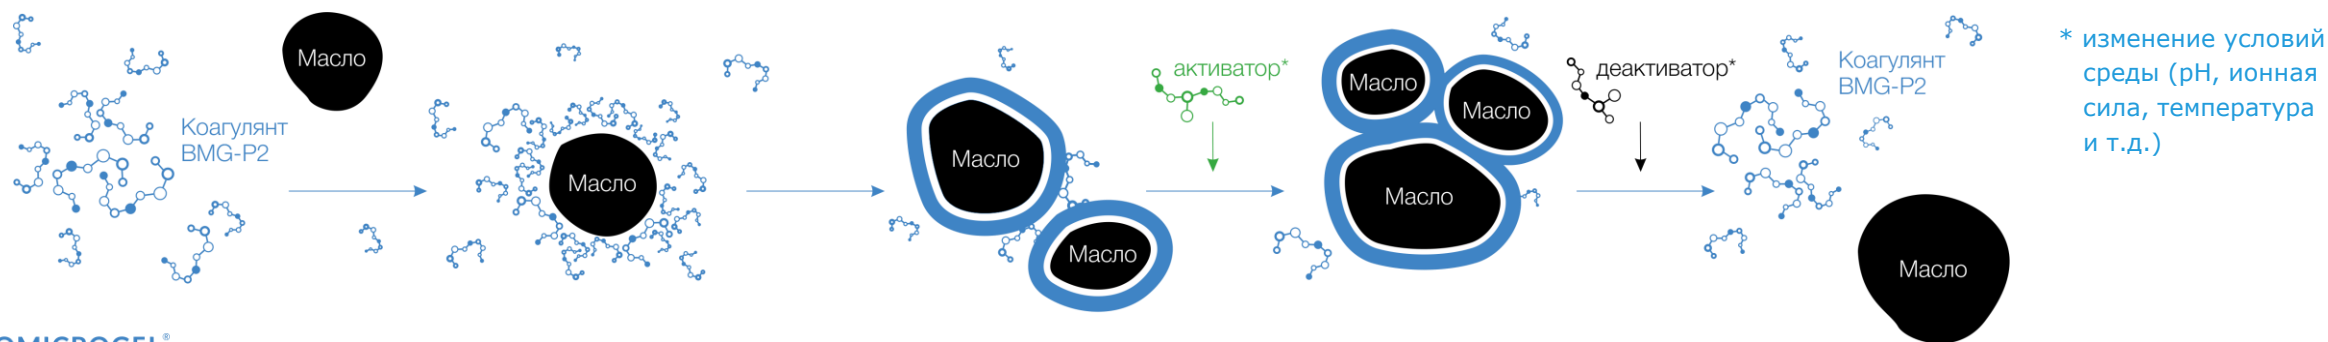 Масло
Коагулянт
BMG-P2
Масло
Масло
Масло
активатор*
Масло
Масло
Масло
деактиватор*
Коагулянт
BMG-P2
Масло
* изменение условий
среды (pH, ионная
сила, температура
и т.д.)